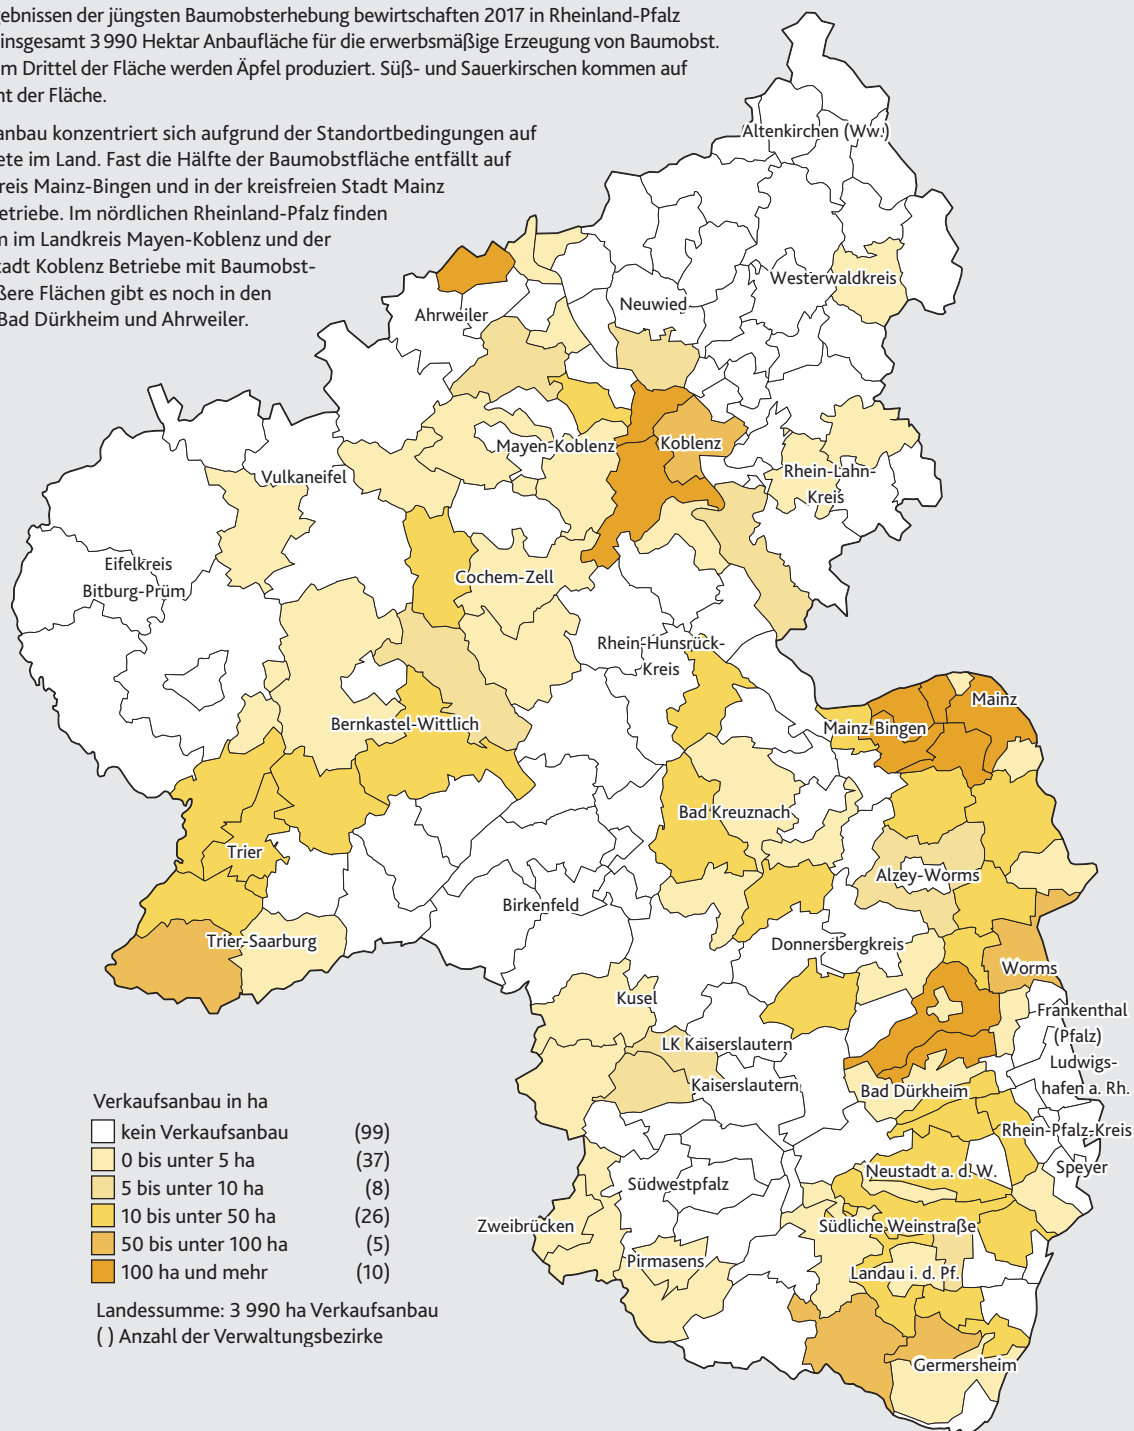 gebnissen der jüngsten Baumobsterhebung bewirtschaften 2017 in Rheinland-Pfalz
insgesamt 3 990 Hektar Anbaufläche für die erwerbsmäßige Erzeugung von Baumobst.
m Drittel der Fläche werden Äpfel produziert. Süß- und Sauerkirschen kommen auf
nt der Fläche.
anbau konzentriert sich aufgrund der Standortbedingungen auf
ete im Land. Fast die Hälfte der Baumobstfläche entfällt auf
reis Mainz-Bingen und in der kreisfreien Stadt Mainz
etriebe. Im nördlichen Rheinland-Pfalz finden
m im Landkreis Mayen-Koblenz und der
tadt Koblenz Betriebe mit Baumobst-
ßere Flächen gibt es noch in den
Bad Dürkheim und Ahrweiler.
Altenkirchen (Ww.)
Westerwaldkreis
Neuwied
Ahrweiler
Mayen-Koblenz
Koblenz
Rhein-Lahn-
Kreis
Vulkaneifel
Eifelkreis
Bitburg-Prüm
Cochem-Zell
Rhein-Hunsrück-
Kreis
Bernkastel-Wittlich
Mainz
Mainz-Bingen
Bad Kreuznach
Trier
Alzey-Worms
Birkenfeld
Trier-Saarburg
Donnersbergkreis
Worms
Kusel
Frankenthal
(Pfalz)
LK Kaiserslautern
Ludwigs-
hafen a. Rh.
Kaiserslautern
Bad Dürkheim
Rhein-Pfalz-Kreis
Neustadt a. d. W.
Speyer
Südwestpfalz
Zweibrücken
Südliche Weinstraße
Pirmasens
Landau i. d. Pf.
Germersheim
Verkaufsanbau in ha
kein Verkaufsanbau (99)
0 bis unter 5 ha (37)
5 bis unter 10 ha (8)
10 bis unter 50 ha (26)
50 bis unter 100 ha (5)
100 ha und mehr (10)
Landessumme: 3 990 ha Verkaufsanbau
( ) Anzahl der Verwaltungsbezirke